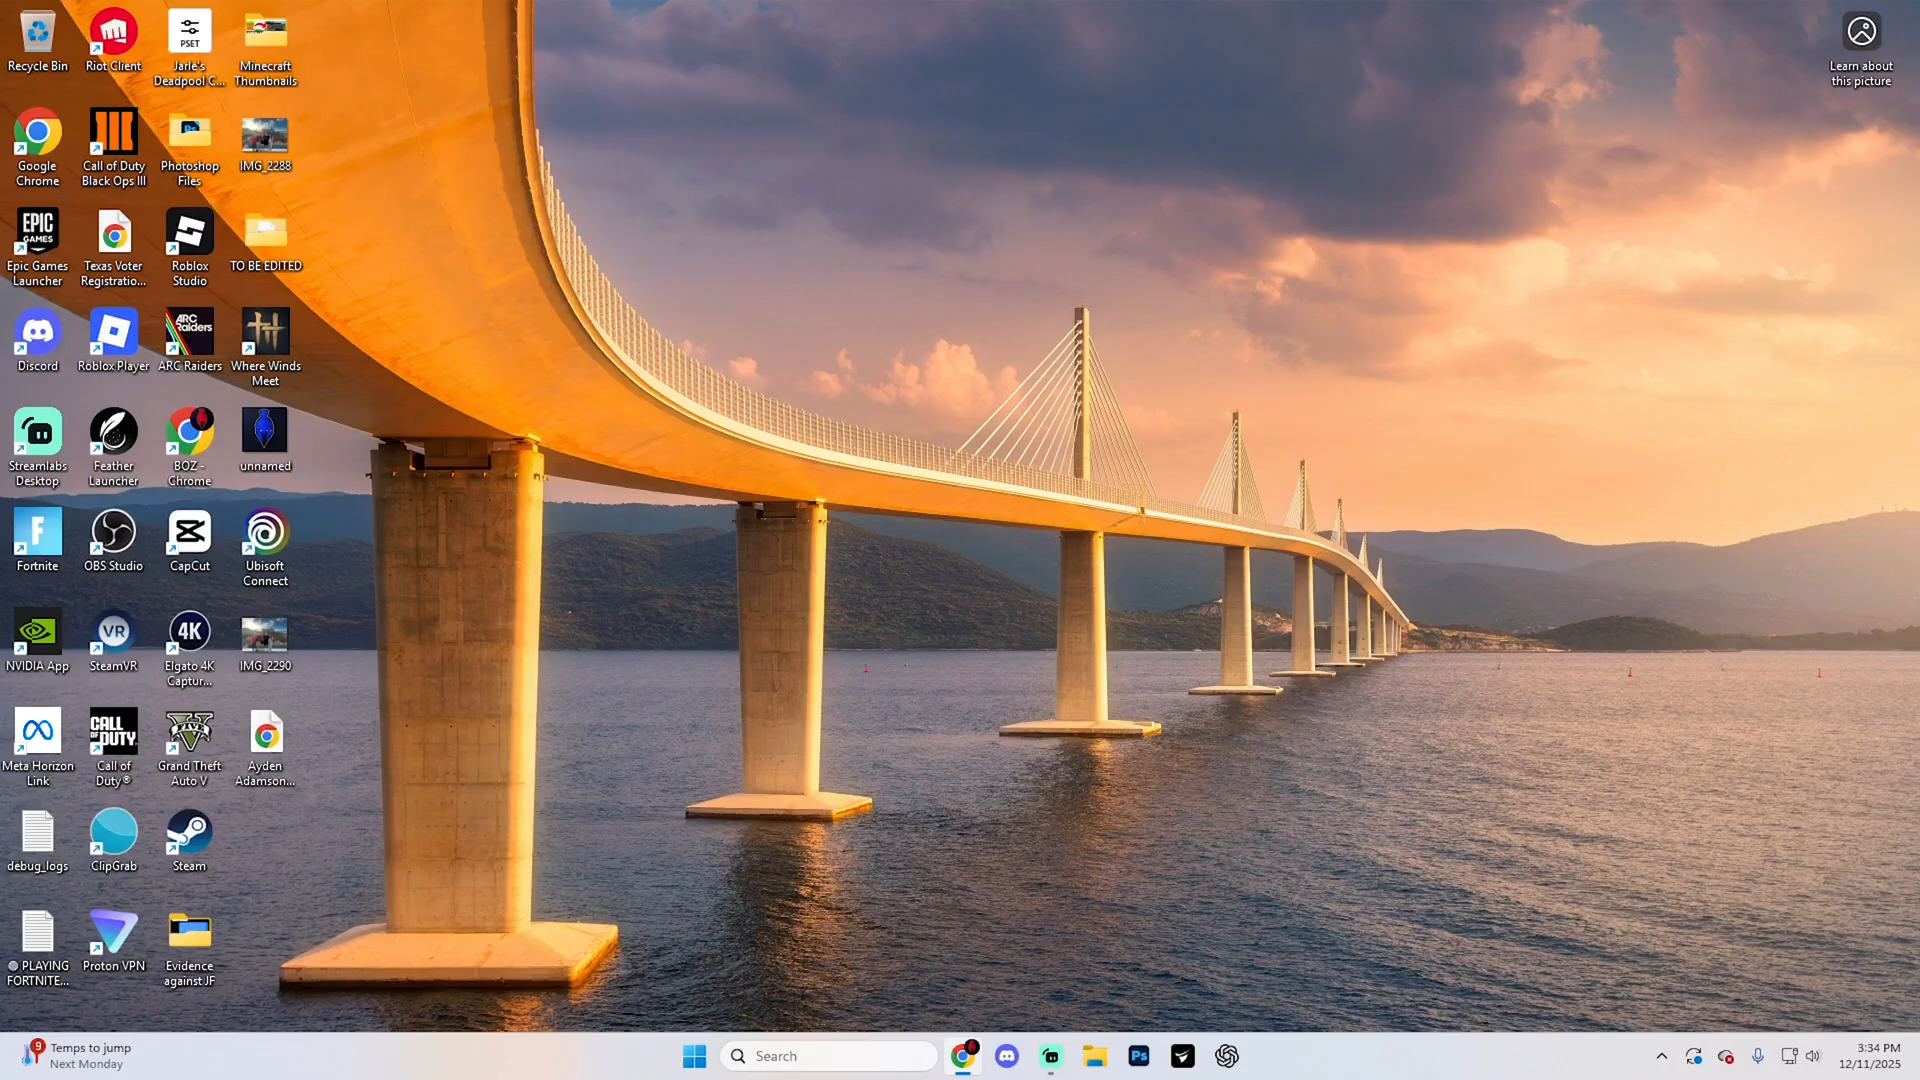 Recycle Bin
Riot Client
PSET
Jarle's
Deadpool C...
Minecraft
Thumbnails
Learn about
this picture
Google
Chrome
Call of Duty
Black Ops III
Ps
Photoshop
Files
IMG_2288
EPIC
GAMES
Epic Games
Launcher
Texas Voter
Registratio...
Roblox
Studio
TO BE EDITED
Discord
Roblox Player
ARC
Raiders
ARC Raiders
Where Winds
Meet
Streamlabs
Desktop
Feather
Launcher
BOZ -
Chrome
unnamed
F
Fortnite
OBS Studio
CapCut
Ubisoft
Connect
NVIDIA App
VR
SteamVR
4K
Elgato 4K
Captur...
IMG_2290
Meta Horizon
Link
CALL
OF DUTY
Call of
Duty®
V
Grand Theft
Auto V
Ayden
Adamson...
debug_logs
ClipGrab
Steam
PLAYING
FORTNITE...
Proton VPN
Evidence
against JF
9
Temps to jump
Next Monday
Search
Ps
3:34 PM
12/11/2025